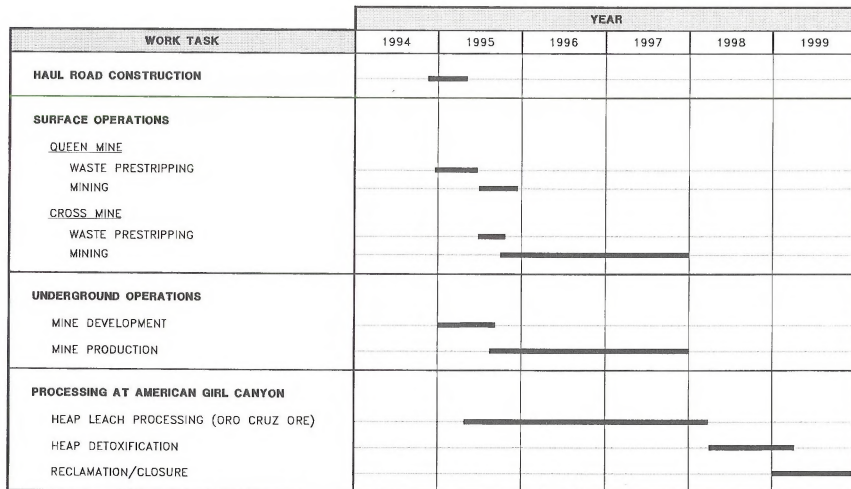 YEAR
WORK TASK 1994 1995 1996 1997 1998 1999
HAUL ROAD CONSTRUCTION
SURFACE OPERATIONS
QUEEN MINE
WASTE PRESTRIPPING
MINING
CROSS MINE
WASTE PRESTRIPPING
MINING
UNDERGROUND OPERATIONS
MINE DEVELOPMENT
MINE PRODUCTION
PROCESSING AT AMERICAN GIRL CANYON
HEAP LEACH PROCESSING (ORO CRUZ ORE)
HEAP DETOXIFICATION
RECLAMATION/CLOSURE